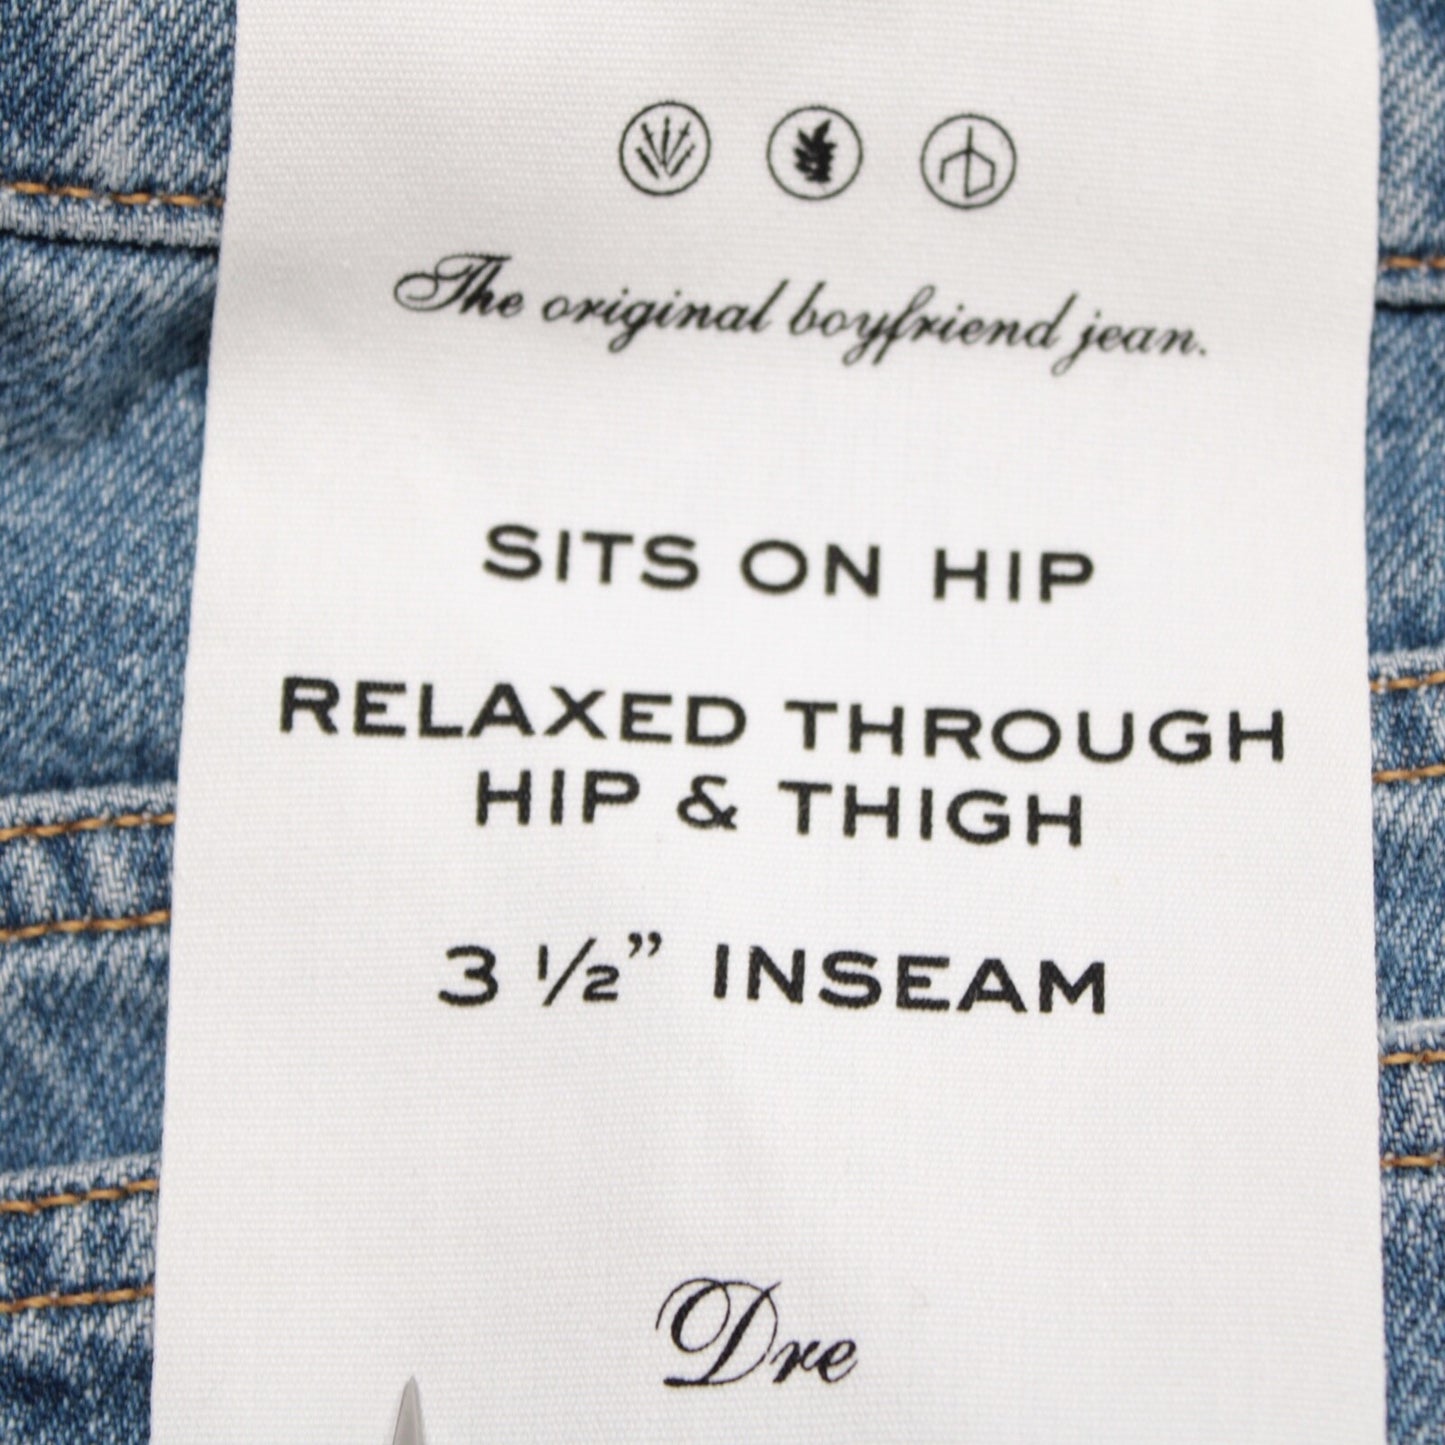 The original boyfriend jean.
SITS ON HIP
RELAXED THROUGH
HIP & THIGH
3 ½” INSEAM
Dre